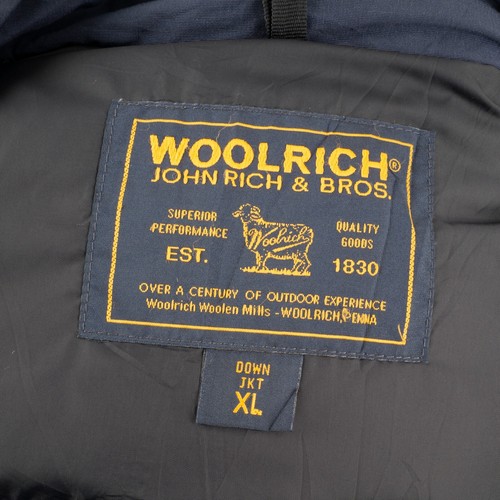 WOOLRICH®
JOHN RICH & BROS.
SUPERIOR PERFORMANCE
Woolrich
QUALITY GOODS
EST. 1830
OVER A CENTURY OF OUTDOOR EXPERIENCE
Woolrich Woolen Mills - WOOLRICH, PENNA
DOWN
JKT
XL